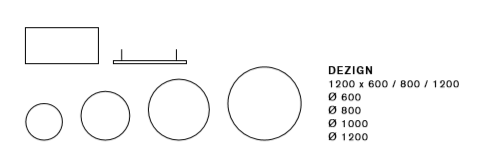 DEZIGN
1200 x 600 / 800 / 1200
Ø 600
Ø 800
Ø 1000
Ø 1200